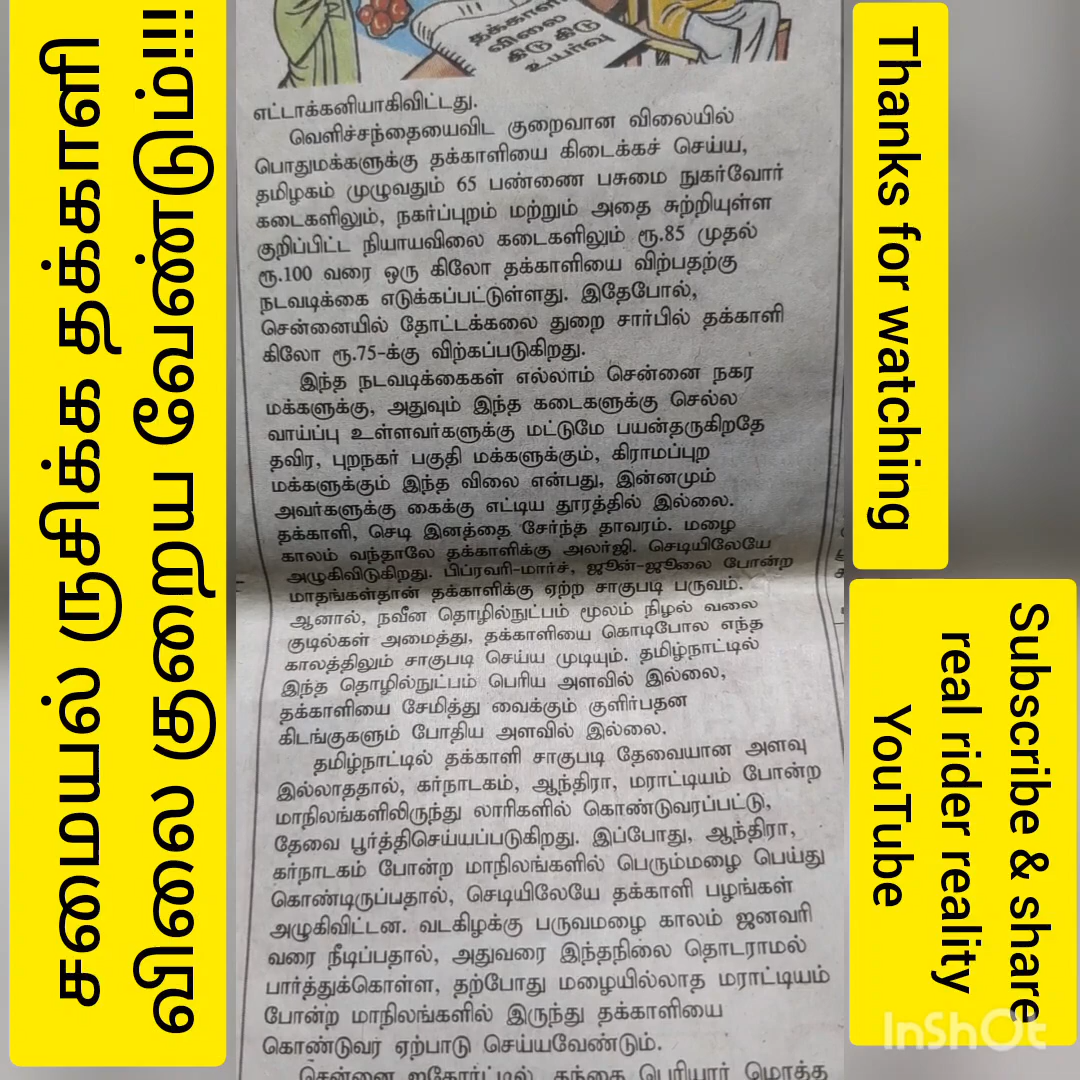 சமையல் ருசிக்க தக்காளி
விலை குறைய வேண்டும்!!!
தக்காளி
விலை
கிடு கிடு
உயர்வு
எட்டாக்கனியாகிவிட்டது.
வெளிச்சந்தையைவிட குறைவான விலையில்
பொதுமக்களுக்கு தக்காளியை கிடைக்கச் செய்ய,
தமிழகம் முழுவதும் 65 பண்ணை பசுமை நுகர்வோர்
கடைகளிலும், நகர்ப்புறம் மற்றும் அதை சுற்றியுள்ள
குறிப்பிட்ட நியாயவிலை கடைகளிலும் ரூ.85 முதல்
ரூ.100 வரை ஒரு கிலோ தக்காளியை விற்பதற்கு
நடவடிக்கை எடுக்கப்பட்டுள்ளது. இதேபோல்,
சென்னையில் தோட்டக்கலை துறை சார்பில் தக்காளி
கிலோ ரூ.75-க்கு விற்கப்படுகிறது.
இந்த நடவடிக்கைகள் எல்லாம் சென்னை நகர
மக்களுக்கு, அதுவும் இந்த கடைகளுக்கு செல்ல
வாய்ப்பு உள்ளவர்களுக்கு மட்டுமே பயன்தருகிறதே
தவிர, புறநகர் பகுதி மக்களுக்கும், கிராமப்புற
மக்களுக்கும் இந்த விலை என்பது, இன்னமும்
அவர்களுக்கு கைக்கு எட்டிய தூரத்தில் இல்லை.
தக்காளி, செடி இனத்தை சேர்ந்த தாவரம். மழை
காலம் வந்தாலே தக்காளிக்கு அலர்ஜி. செடியிலேயே
அழுகிவிடுகிறது. பிப்ரவரி-மார்ச், ஜூன்-ஜூலை போன்ற
மாதங்கள்தான் தக்காளிக்கு ஏற்ற சாகுபடி பருவம்.
ஆனால், நவீன தொழில்நுட்பம் மூலம் நிழல் வலை
குடில்கள் அமைத்து, தக்காளியை கொடிபோல எந்த
காலத்திலும் சாகுபடி செய்ய முடியும். தமிழ்நாட்டில்
இந்த தொழில்நுட்பம் பெரிய அளவில் இல்லை,
தக்காளியை சேமித்து வைக்கும் குளிர்பதன
கிடங்குகளும் போதிய அளவில் இல்லை.
தமிழ்நாட்டில் தக்காளி சாகுபடி தேவையான அளவு
இல்லாததால், கர்நாடகம், ஆந்திரா, மராட்டியம் போன்ற
மாநிலங்களிலிருந்து லாரிகளில் கொண்டுவரப்பட்டு,
தேவை பூர்த்திசெய்யப்படுகிறது. இப்போது, ஆந்திரா,
கர்நாடகம் போன்ற மாநிலங்களில் பெரும்மழை பெய்து
கொண்டிருப்பதால், செடியிலேயே தக்காளி பழங்கள்
அழுகிவிட்டன. வடகிழக்கு பருவமழை காலம் ஜனவரி
வரை நீடிப்பதால், அதுவரை இந்தநிலை தொடராமல்
பார்த்துக்கொள்ள, தற்போது மழையில்லாத மராட்டியம்
போன்ற மாநிலங்களில் இருந்து தக்காளியை
கொண்டுவர ஏற்பாடு செய்யவேண்டும்.
சென்னை ஐகோர்ட்டில், தந்தை பெரியார் மொத்த
Thanks for watching
Subscribe & share
real rider reality
YouTube
InShOt